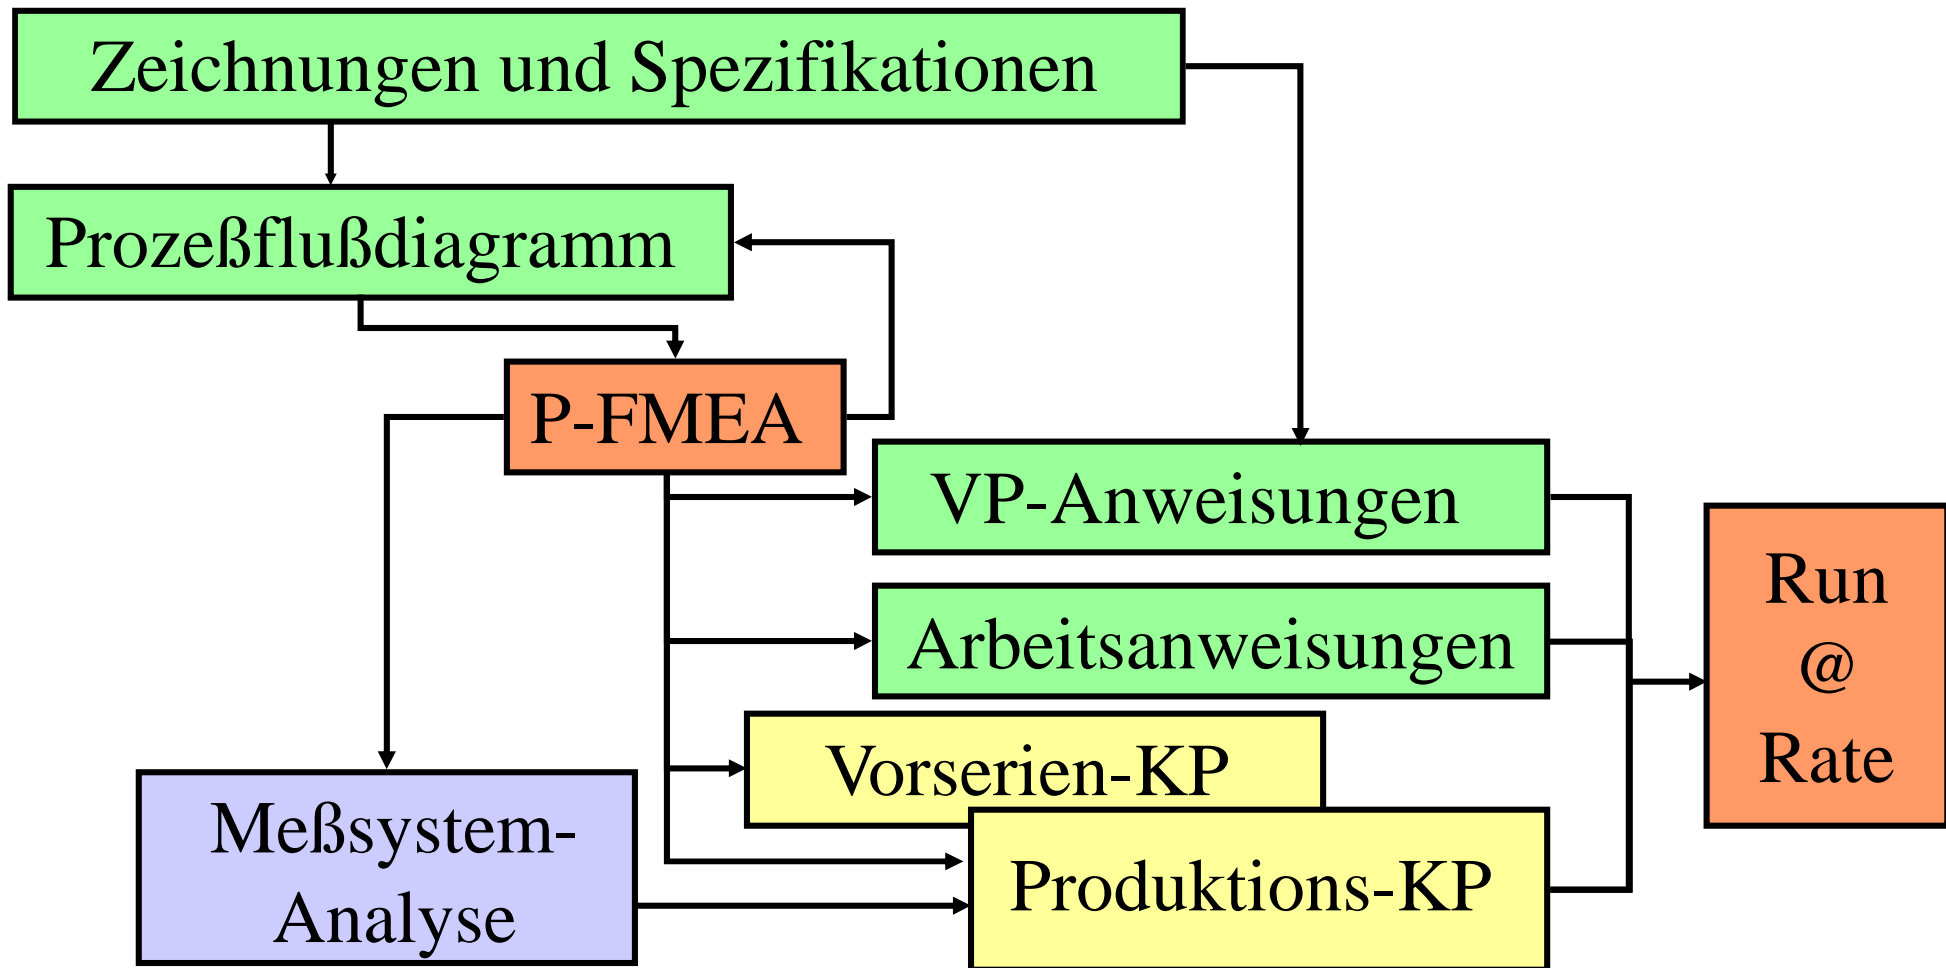 Zeichnungen und Spezifikationen
Prozeßflußdiagramm
P-FMEA
VP-Anweisungen
Arbeitsanweisungen
Vorserien-KP
Produktions-KP
Meßsystem-
Analyse
Run
@
Rate